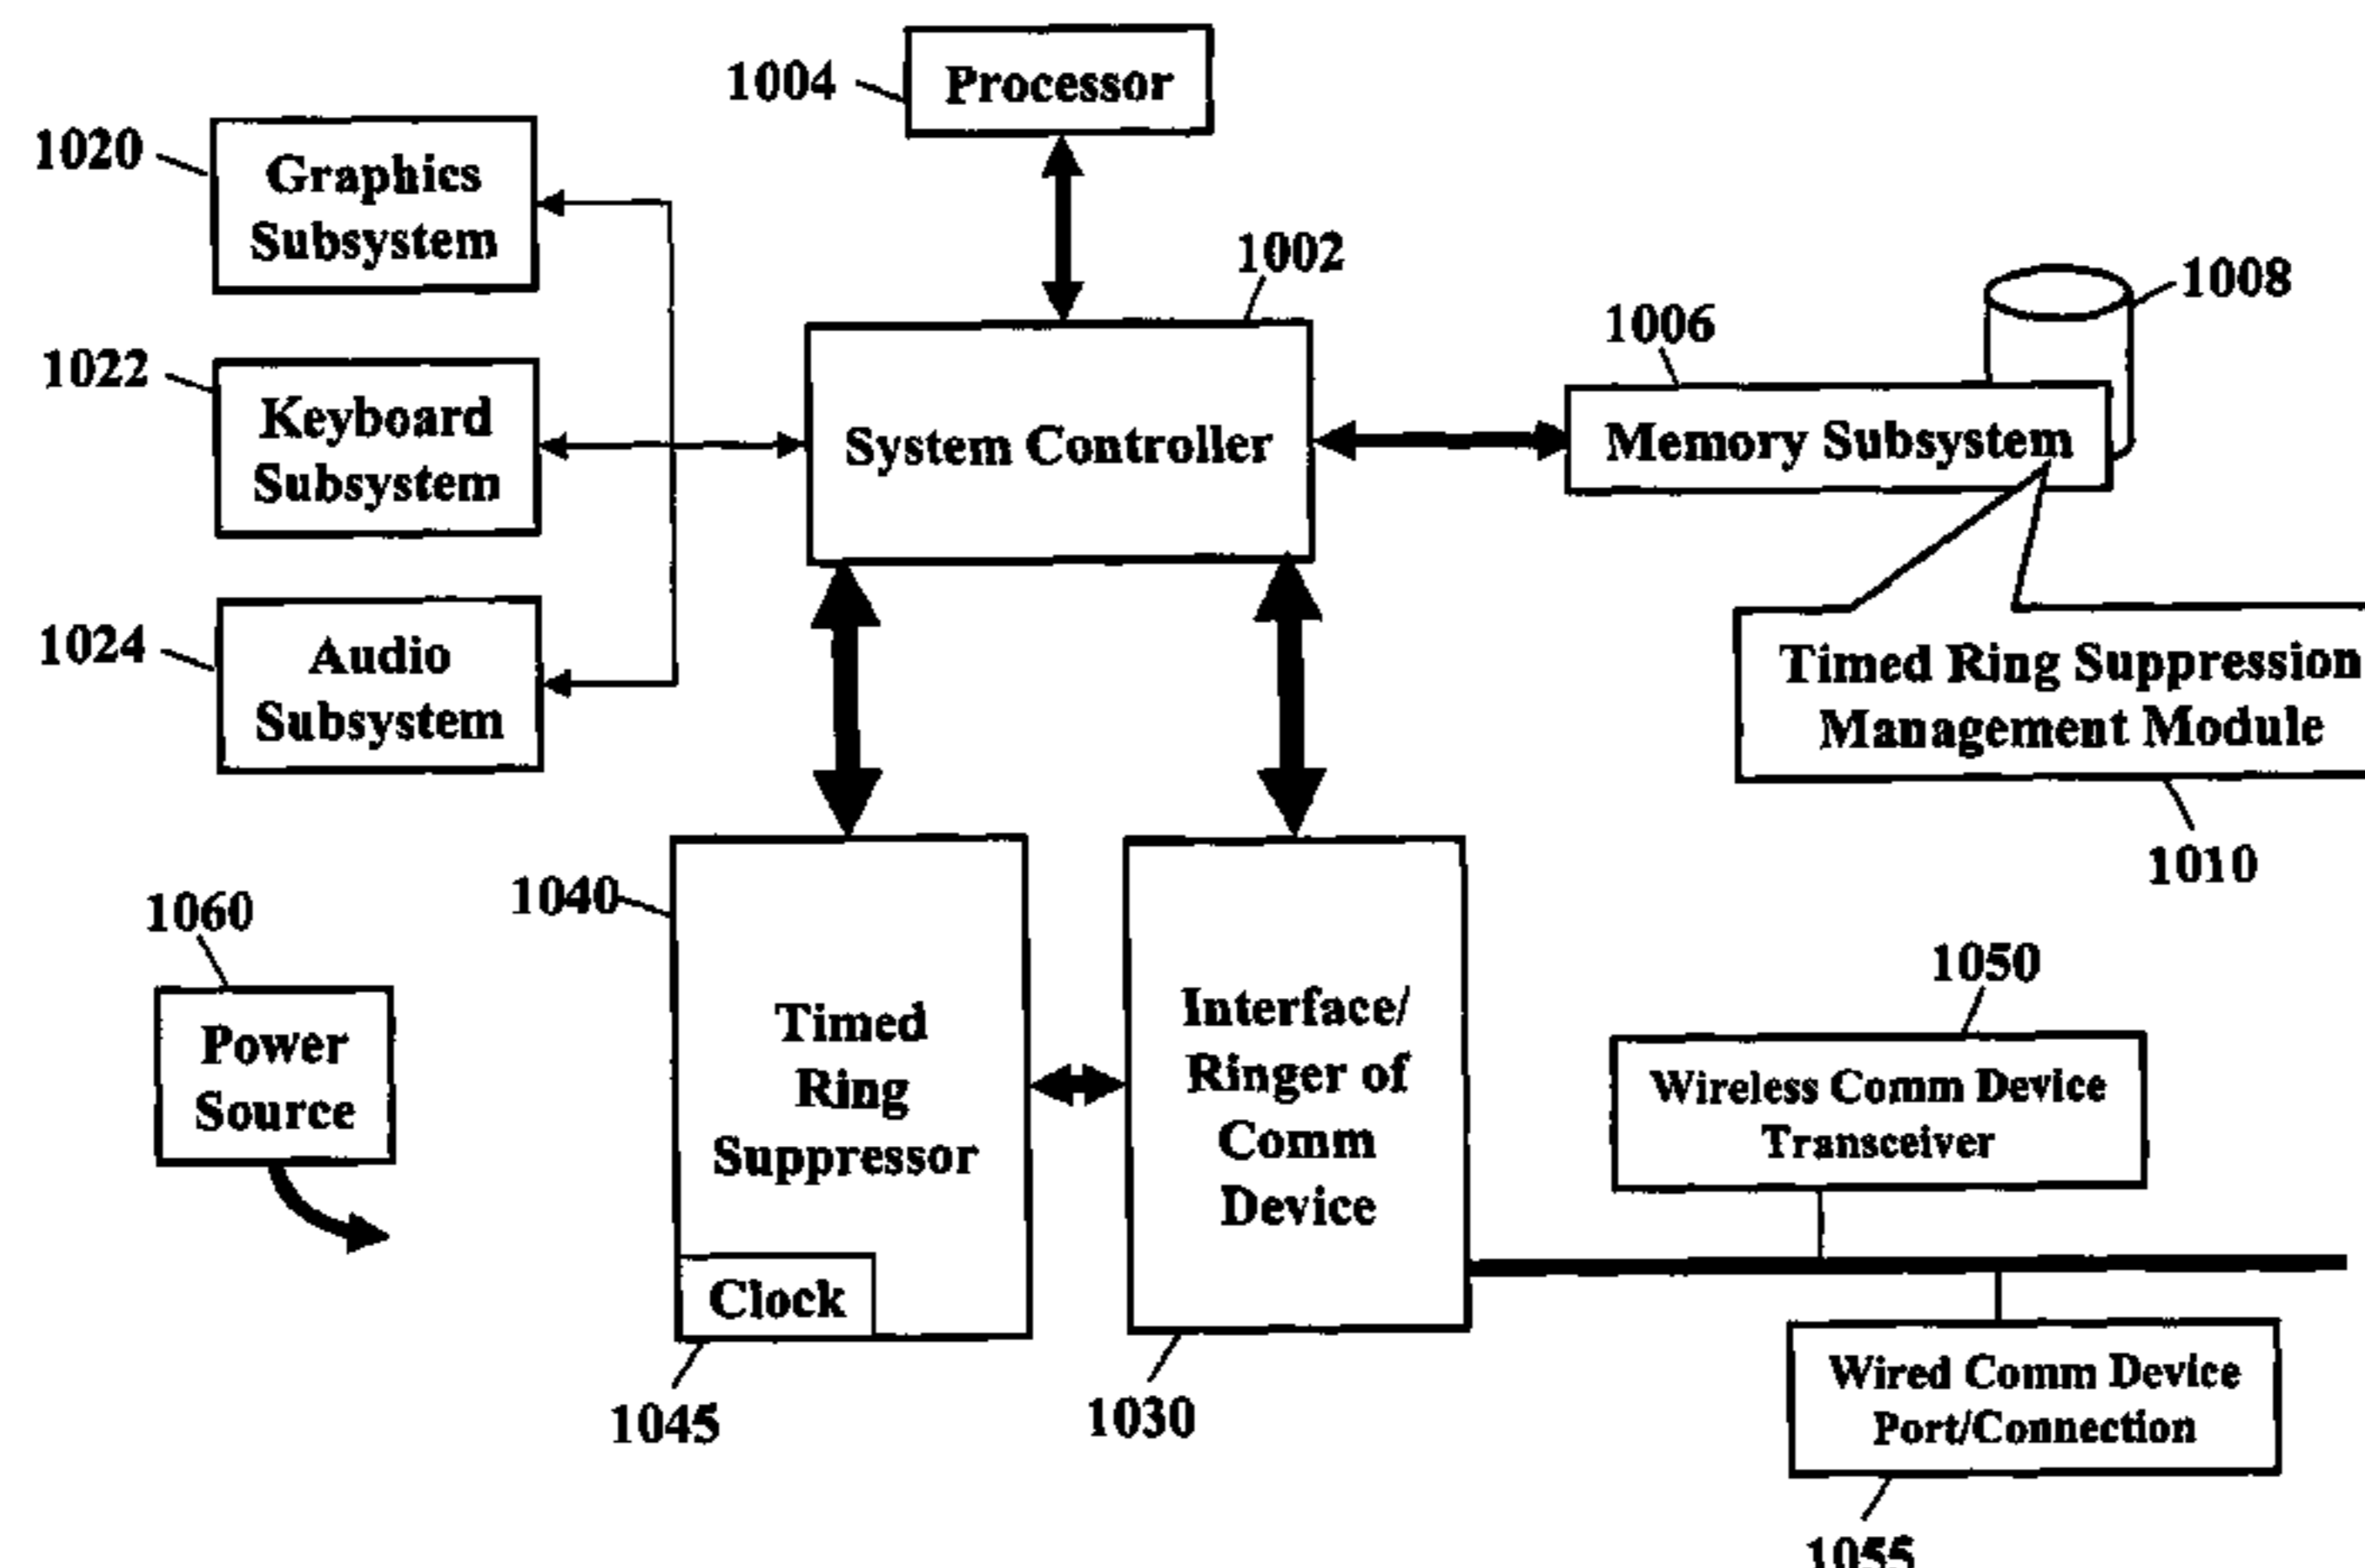 1004
Processor
1020
Graphics
Subsystem
1002
1008
1006
1022
Keyboard
Subsystem
System Controller
Memory Subsystem
1024
Audio
Subsystem
Timed Ring Suppression
Management Module
1010
1060
Power
Source
1040
Timed
Ring
Suppressor
Clock
1045
Interface/
Ringer of
Comm
Device
1030
1050
Wireless Comm Device
Transceiver
Wired Comm Device
Port/Connection
1055